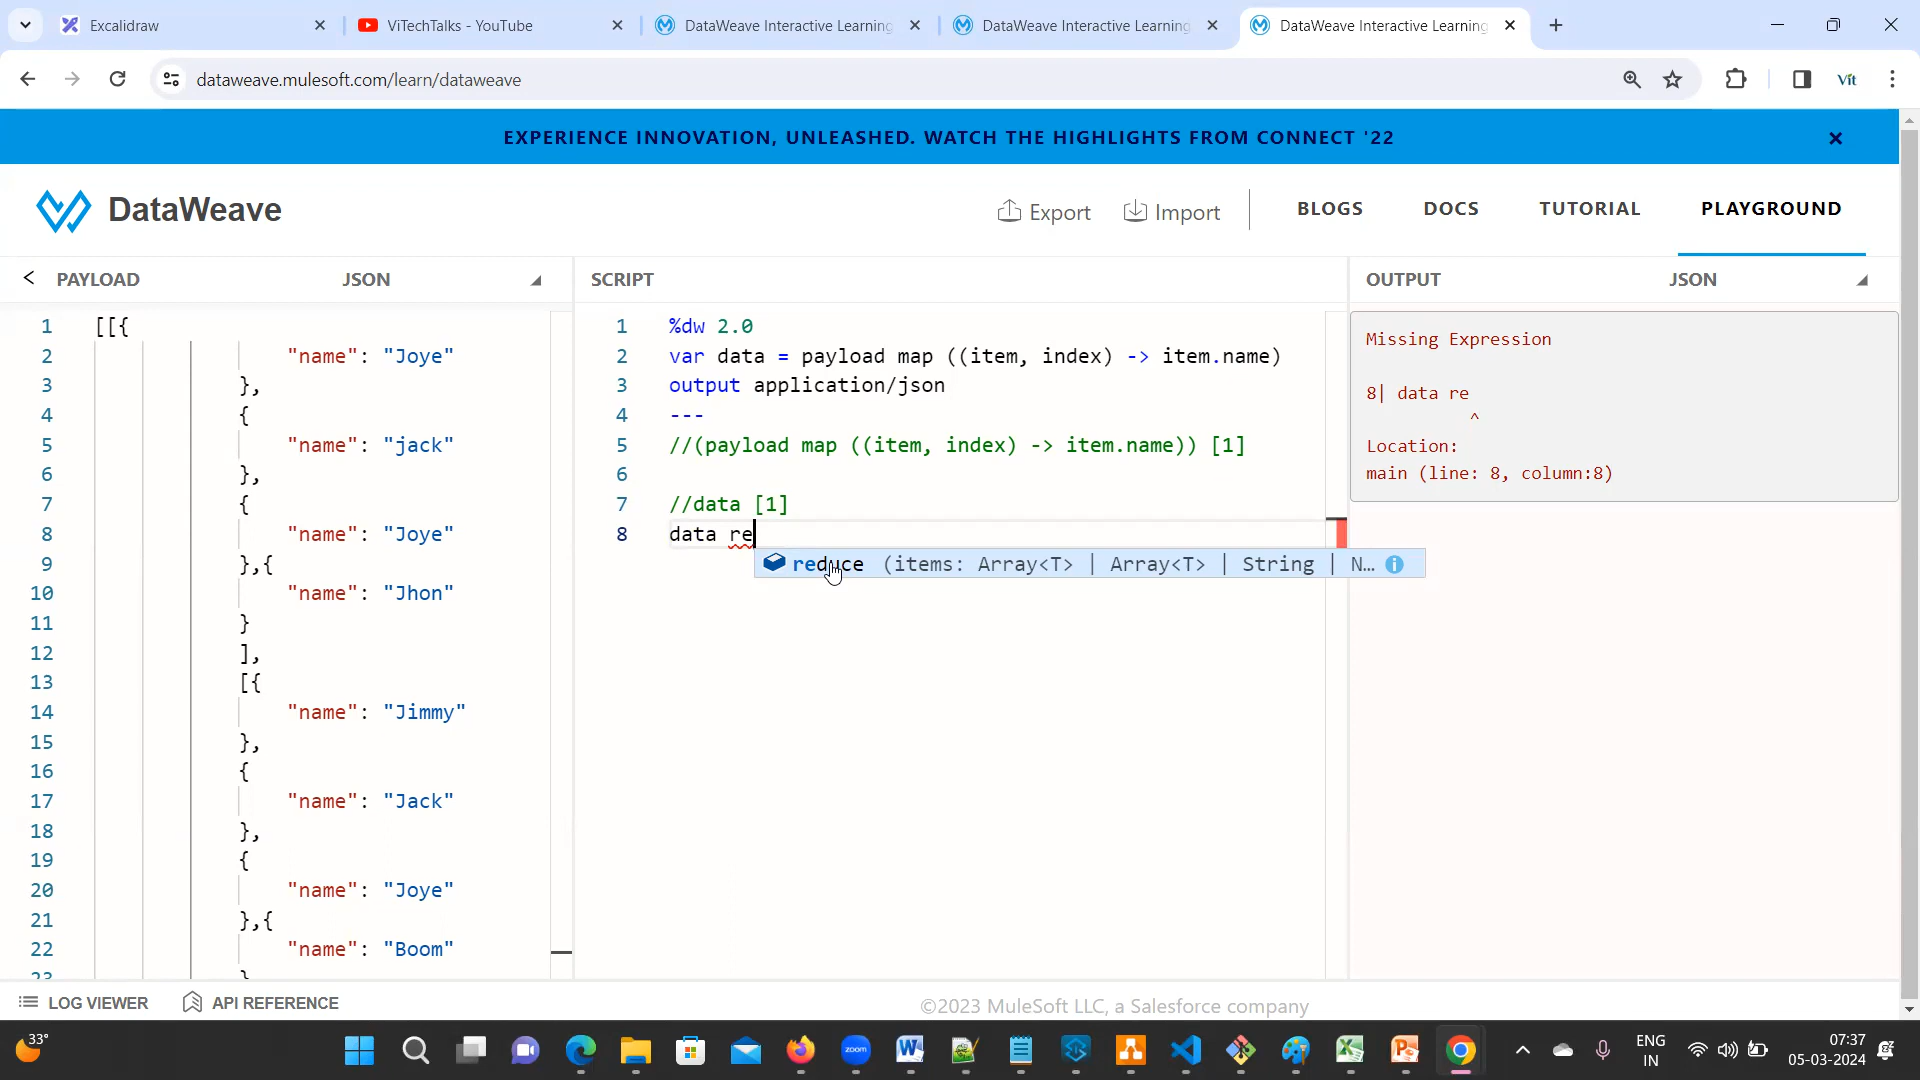 Excalidraw
ViTechTalks - YouTube
DataWeave Interactive Learning
DataWeave Interactive Learning
DataWeave Interactive Learning
dataweave.mulesoft.com/learn/dataweave
Vit
EXPERIENCE INNOVATION, UNLEASHED. WATCH THE HIGHLIGHTS FROM CONNECT '22
DataWeave
Export
Import
BLOGS
DOCS
TUTORIAL
PLAYGROUND
PAYLOAD
JSON
1 [[{
2 "name": "Joye"
3 },
4 {
5 "name": "jack"
6 },
7 {
8 "name": "Joye"
9 },{
10 "name": "Jhon"
11 }
12 ],
13 [{
14 "name": "Jimmy"
15 },
16 {
17 "name": "Jack"
18 },
19 {
20 "name": "Joye"
21 },{
22 "name": "Boom"
23 }
SCRIPT
1 %dw 2.0
2 var data = payload map ((item, index) -> item.name)
3 output application/json
4 ---
5 //(payload map ((item, index) -> item.name)) [1]
6
7 //data [1]
8 data re
reduce (items: Array<T> | Array<T> | String | N…
OUTPUT
JSON
Missing Expression
8| data re
^
Location:
main (line: 8, column:8)
LOG VIEWER
API REFERENCE
©2023 MuleSoft LLC, a Salesforce company
33°
zoom
ENG
IN
07:37
05-03-2024